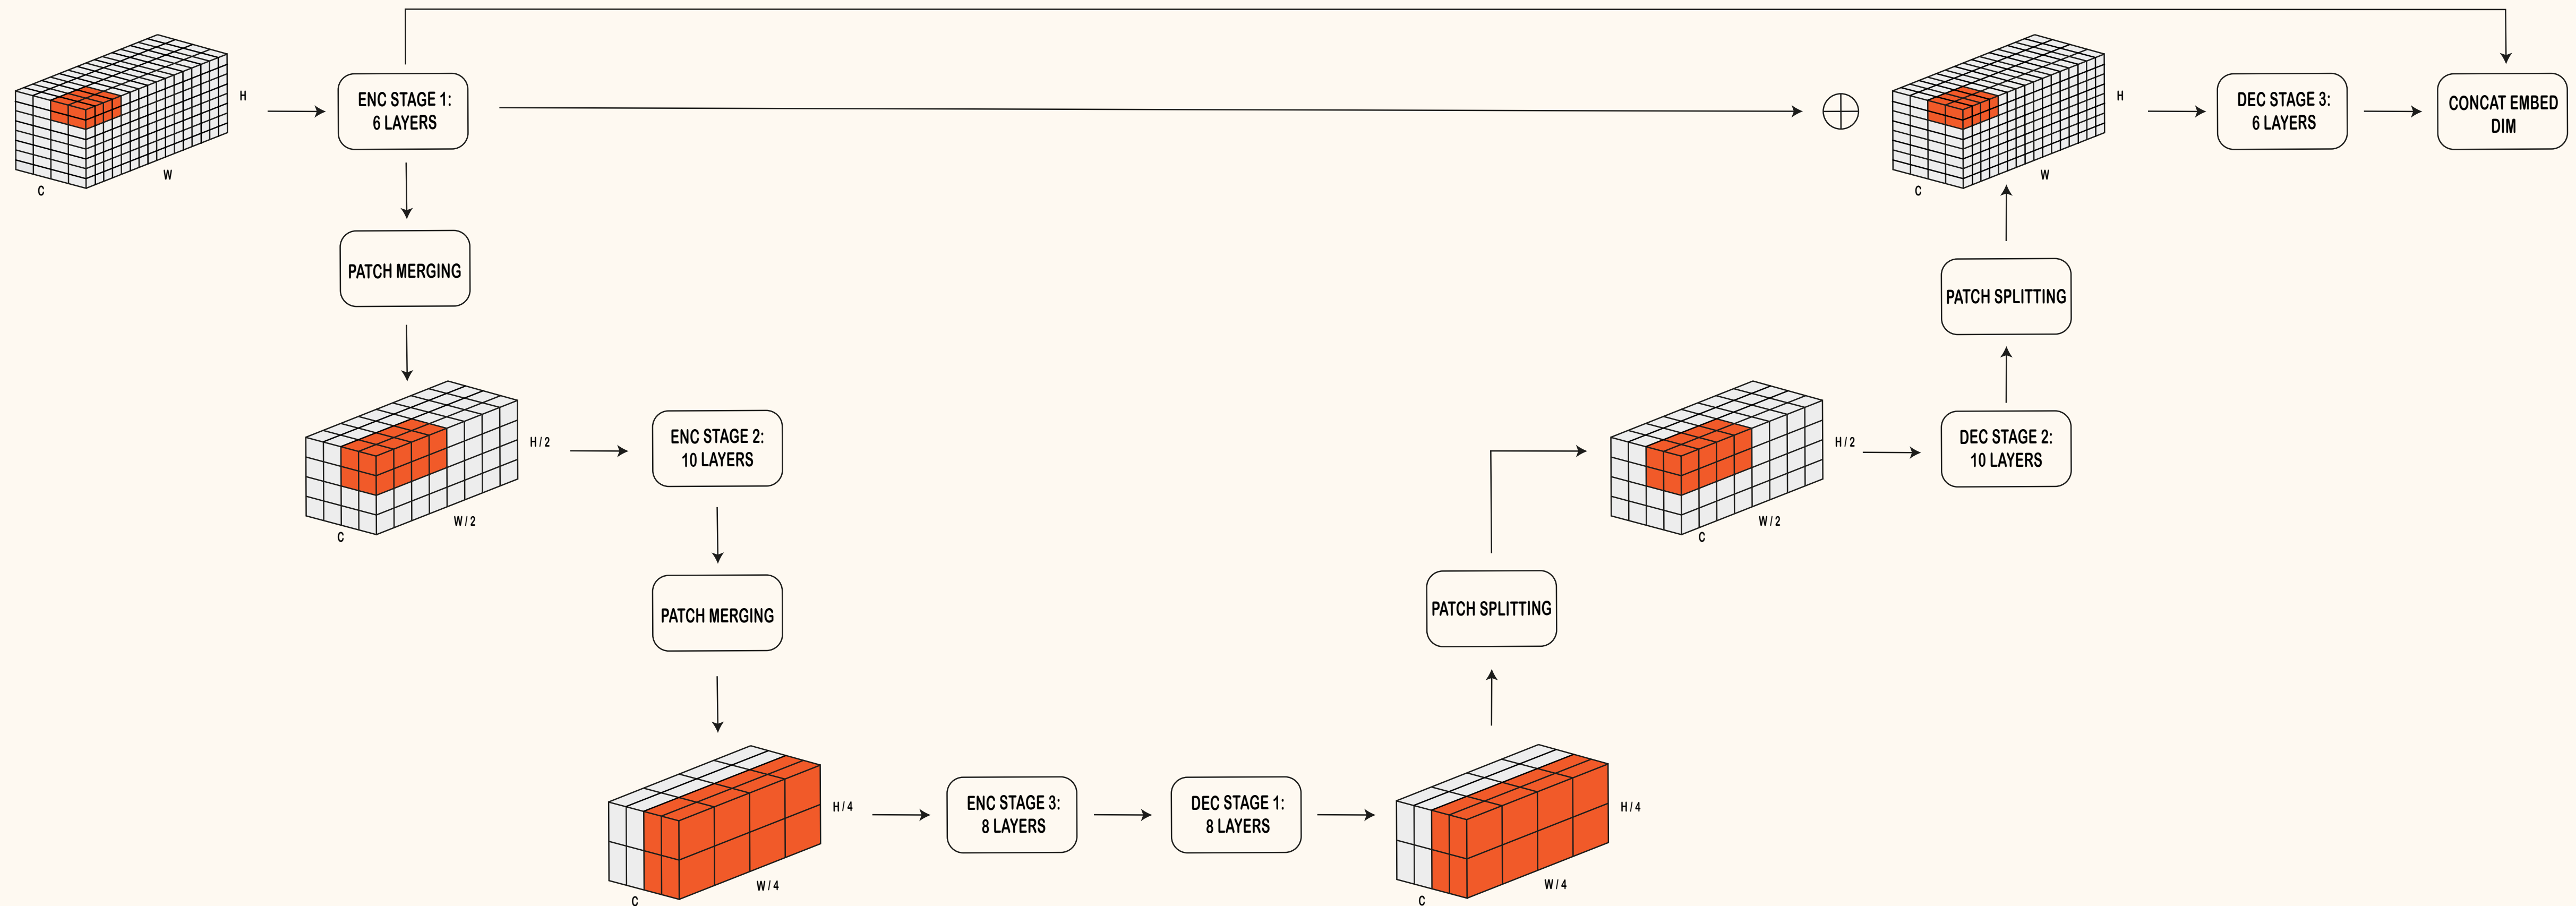 H
W
C
ENC STAGE 1:
6 LAYERS
H
W
C
DEC STAGE 3:
6 LAYERS
CONCAT EMBED
DIM
PATCH MERGING
PATCH SPLITTING
H / 2
W / 2
C
ENC STAGE 2:
10 LAYERS
H / 2
W / 2
C
DEC STAGE 2:
10 LAYERS
PATCH MERGING
PATCH SPLITTING
H / 4
W / 4
C
ENC STAGE 3:
8 LAYERS
DEC STAGE 1:
8 LAYERS
H / 4
W / 4
C